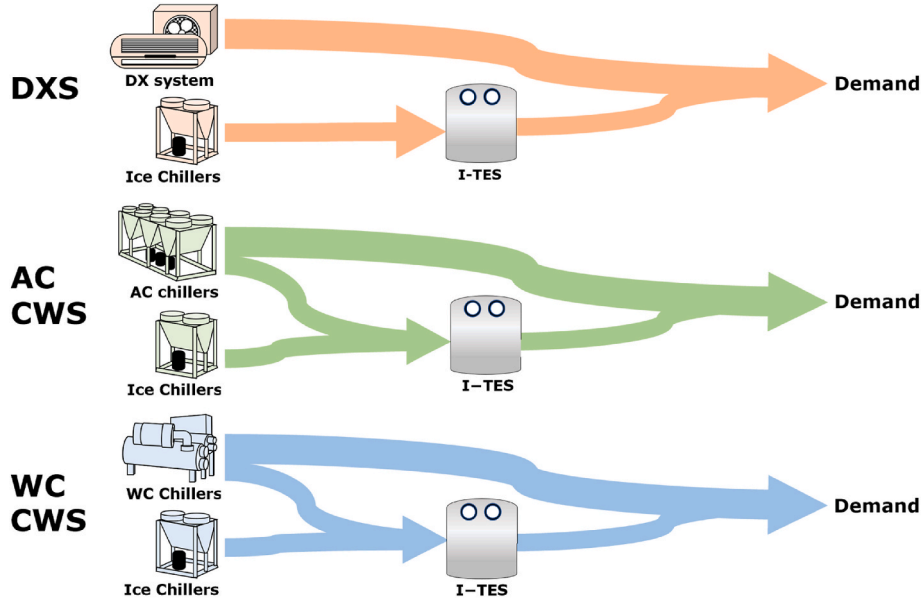 DXS
DX system
Ice Chillers
I-TES
Demand
AC
CWS
AC chillers
Ice Chillers
I−TES
Demand
WC
CWS
WC Chillers
Ice Chillers
I−TES
Demand